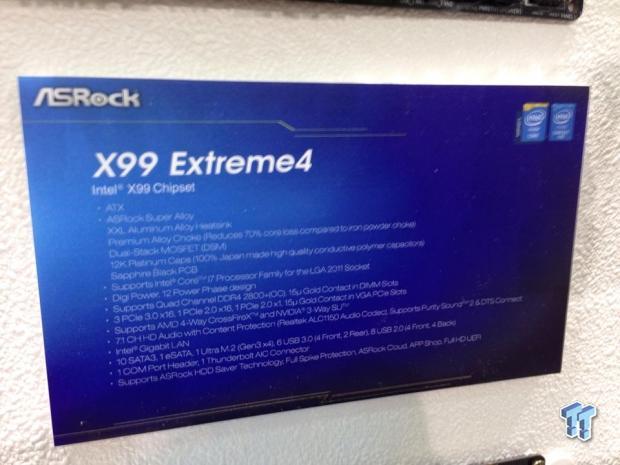 ASRock
X99 Extreme4
Intel® X99 Chipset
• ATX
• ASRock Super Alloy
XXL Aluminum Alloy Heatsink
Premium Alloy Choke (Reduces 70% core loss compared to iron powder choke)
Dual-Stack MOSFET (DSM)
12K Platinum Caps (100% Japan made high quality conductive polymer capacitors)
Sapphire Black PCB
• Supports Intel® Core™ i7 Processor Family for the LGA 2011 Socket
• Digi Power, 12 Power Phase design
• Supports Quad Channel DDR4 2800+(OC), 15μ Gold Contact in DIMM Slots
• 3 PCIe 3.0 x16, 1 PCIe 2.0 x16, 1 PCIe 2.0 x1, 15μ Gold Contact in VGA PCIe Slots
• Supports AMD 4-Way CrossFireX™ and NVIDIA® 3-Way SLI™
• 7.1 CH HD Audio with Content Protection (Realtek ALC1150 Audio Codec), Supports Purity Sound™ 2 & DTS Connect
• Intel® Gigabit LAN
• 10 SATA3, 1 eSATA, 1 Ultra M.2 (Gen3 x4), 6 USB 3.0 (4 Front, 2 Rear), 8 USB 2.0 (4 Front, 4 Back)
• 1 COM Port Header, 1 Thunderbolt AIC Connector
• Supports ASRock HDD Saver Technology, Full Spike Protection, ASRock Cloud, APP Shop, Full HD UEFI
TT